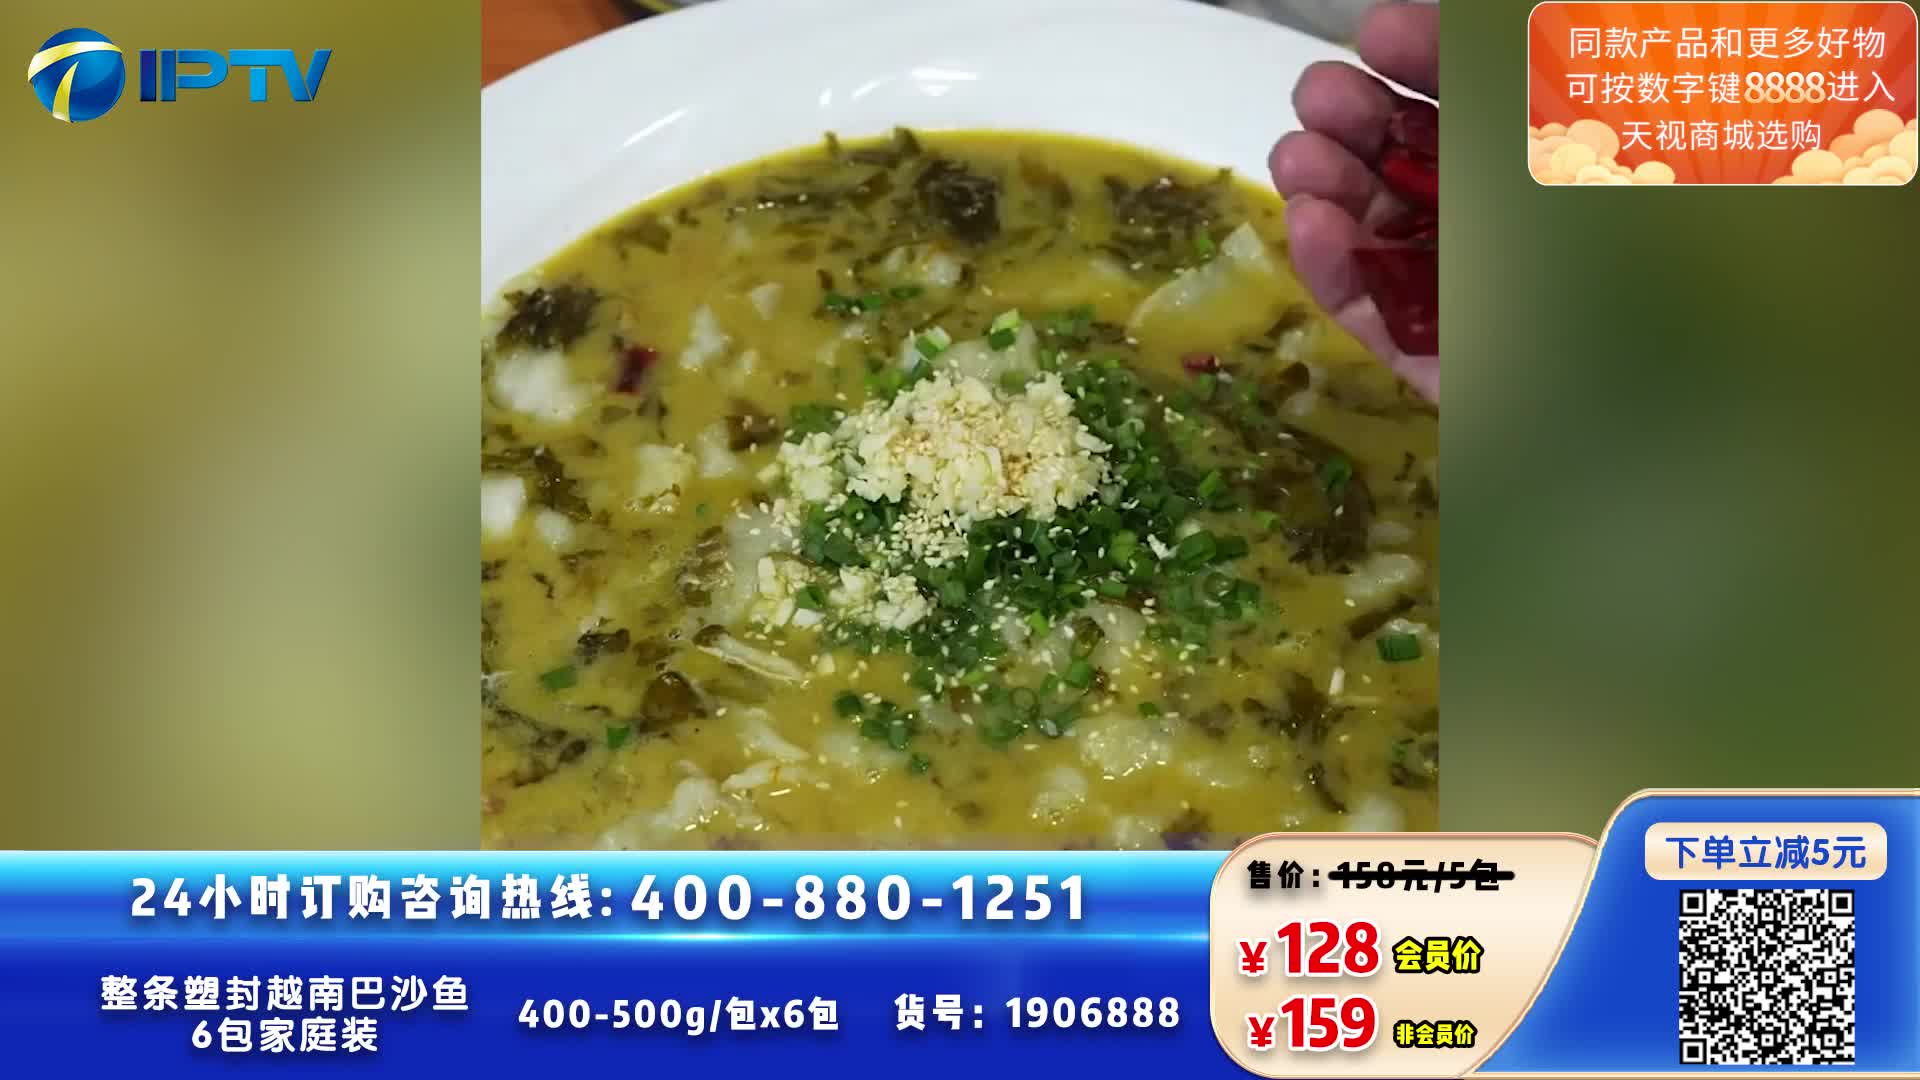 IPTV
同款产品和更多好物
可按数字键8888进入
天视商城选购
24小时订购咨询热线：400-880-1251
整条塑封越南巴沙鱼
6包家庭装
400-500g/包x6包
货号：1906888
售价：158元/5包
¥128 会员价
¥159 非会员价
下单立减5元